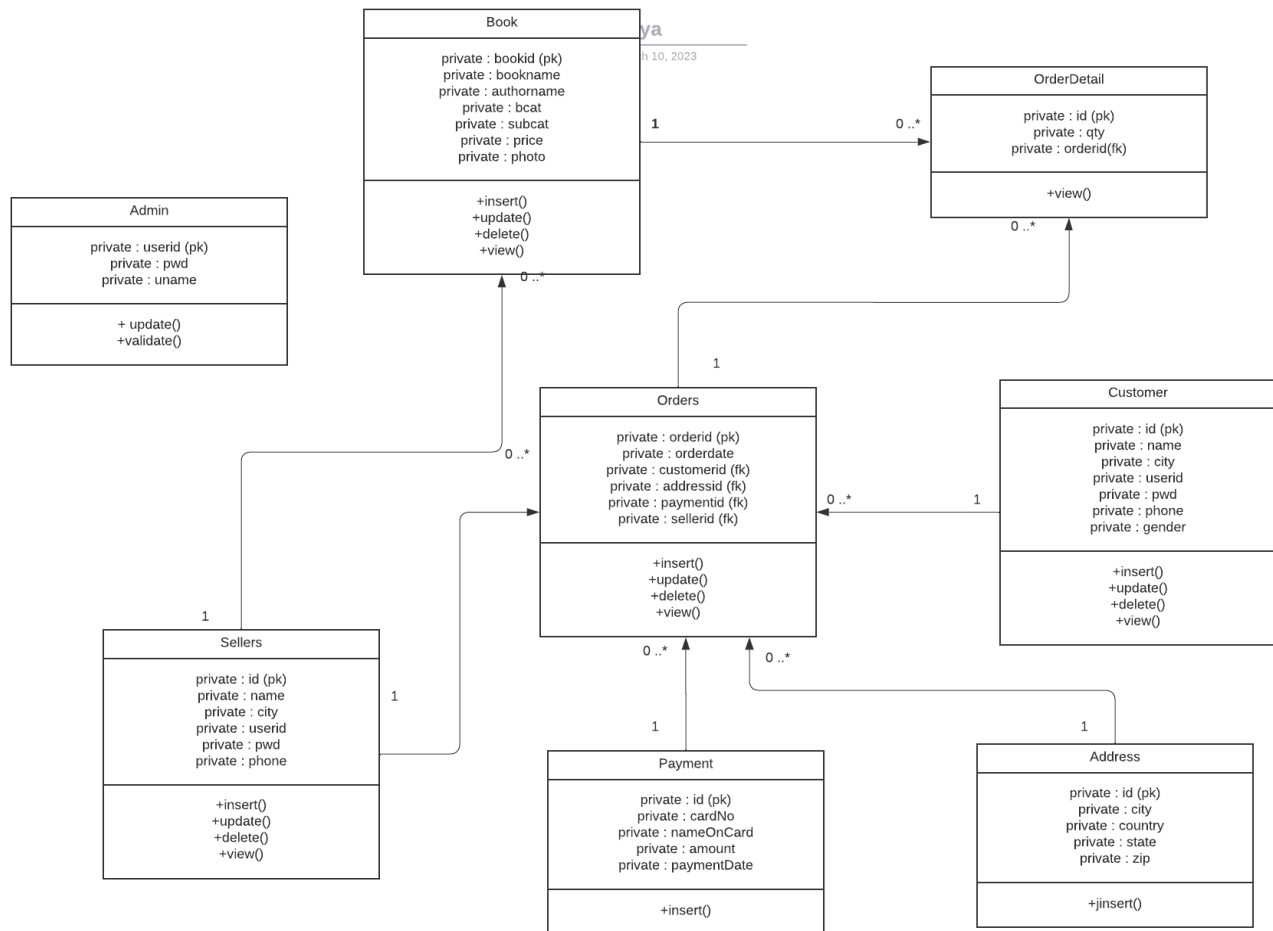 Book
private : bookid (pk)
private : bookname
private : authorname
private : bcat
private : subcat
private : price
private : photo
+insert()
+update()
+delete()
+view()
ya
h 10, 2023
OrderDetail
private : id (pk)
private : qty
private : orderid(fk)
+view()
1
0 ..*
0 ..*
Admin
private : userid (pk)
private : pwd
private : uname
+ update()
+validate()
0 ..*
1
Orders
private : orderid (pk)
private : orderdate
private : customerid (fk)
private : addressid (fk)
private : paymentid (fk)
private : sellerid (fk)
+insert()
+update()
+delete()
+view()
Customer
private : id (pk)
private : name
private : city
private : userid
private : pwd
private : phone
private : gender
+insert()
+update()
+delete()
+view()
0 ..*
0 ..*
1
1
Sellers
private : id (pk)
private : name
private : city
private : userid
private : pwd
private : phone
+insert()
+update()
+delete()
+view()
1
0 ..*
0 ..*
1
1
Payment
private : id (pk)
private : cardNo
private : nameOnCard
private : amount
private : paymentDate
+insert()
Address
private : id (pk)
private : city
private : country
private : state
private : zip
+jinsert()